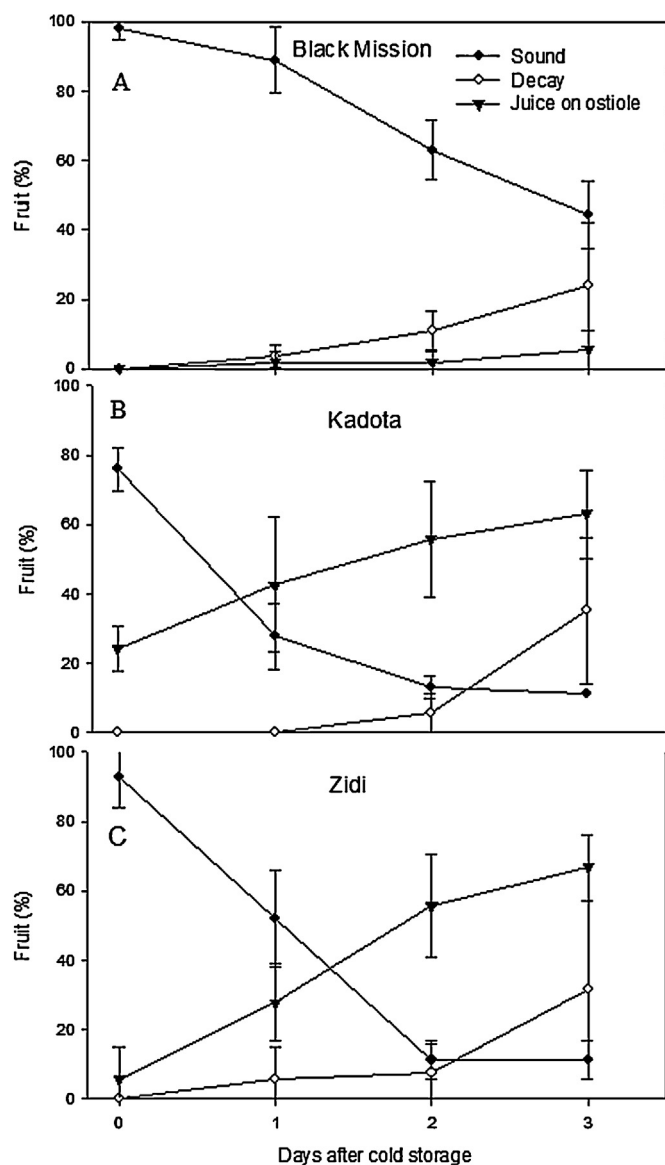 100
Black Mission
Sound
A
Decay
80
Juice on ostiole
60
Fruit (%)
40
20
0
100
B
Kadota
80
60
Fruit (%)
40
20
0
100
Zidi
80
C
60
Fruit (%)
40
20
0
0 1 2 3
Days after cold storage